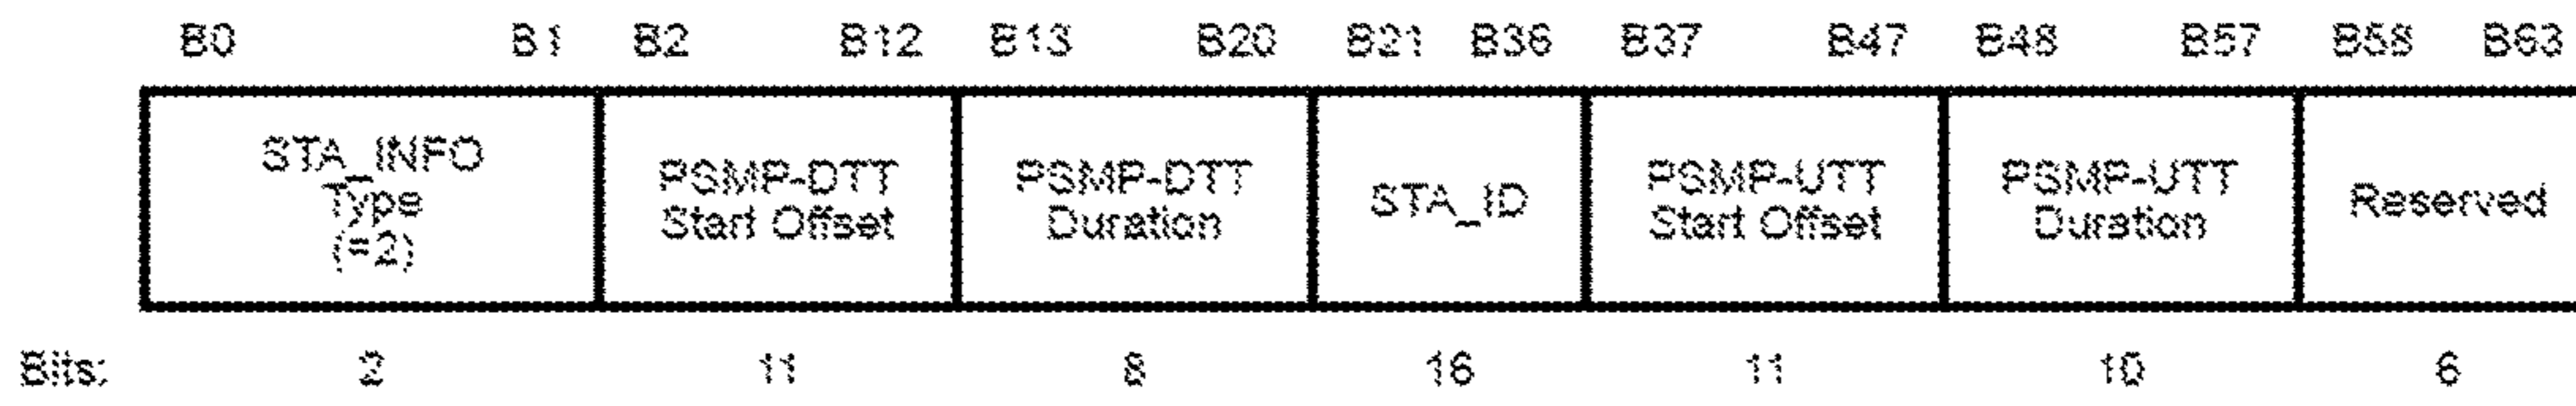 B0 B1 B2 B12 B13 B20 B21 B36 B37 B47 B48 B57 B58 B63
STA_INFO
Type
(=2)
PSMP-DTT
Start Offset
PSMP-DTT
Duration
STA_ID
PSMP-UTT
Start Offset
PSMP-UTT
Duration
Reserved
Bits: 2 11 8 16 11 10 6